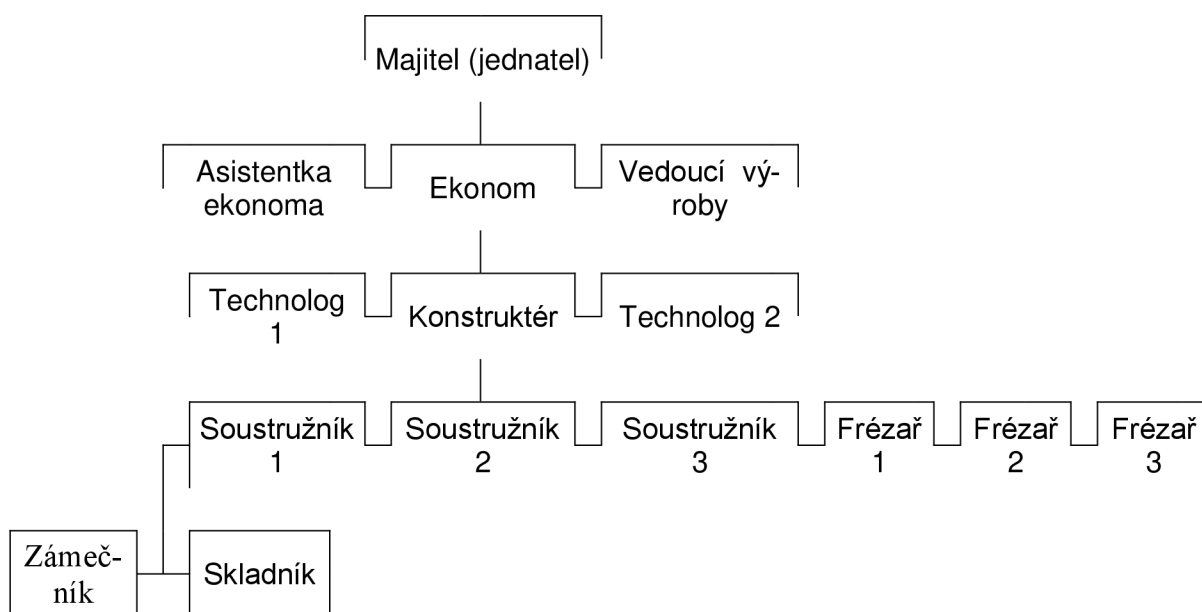 Majitel (jednatel)
Asistentka
ekonoma
Ekonom
Vedoucí vý-
roby
Technolog
1
Konstruktér
Technolog 2
Soustružník
1
Soustružník
2
Soustružník
3
Frézař
1
Frézař
2
Frézař
3
Zámeč-
ník
Skladník